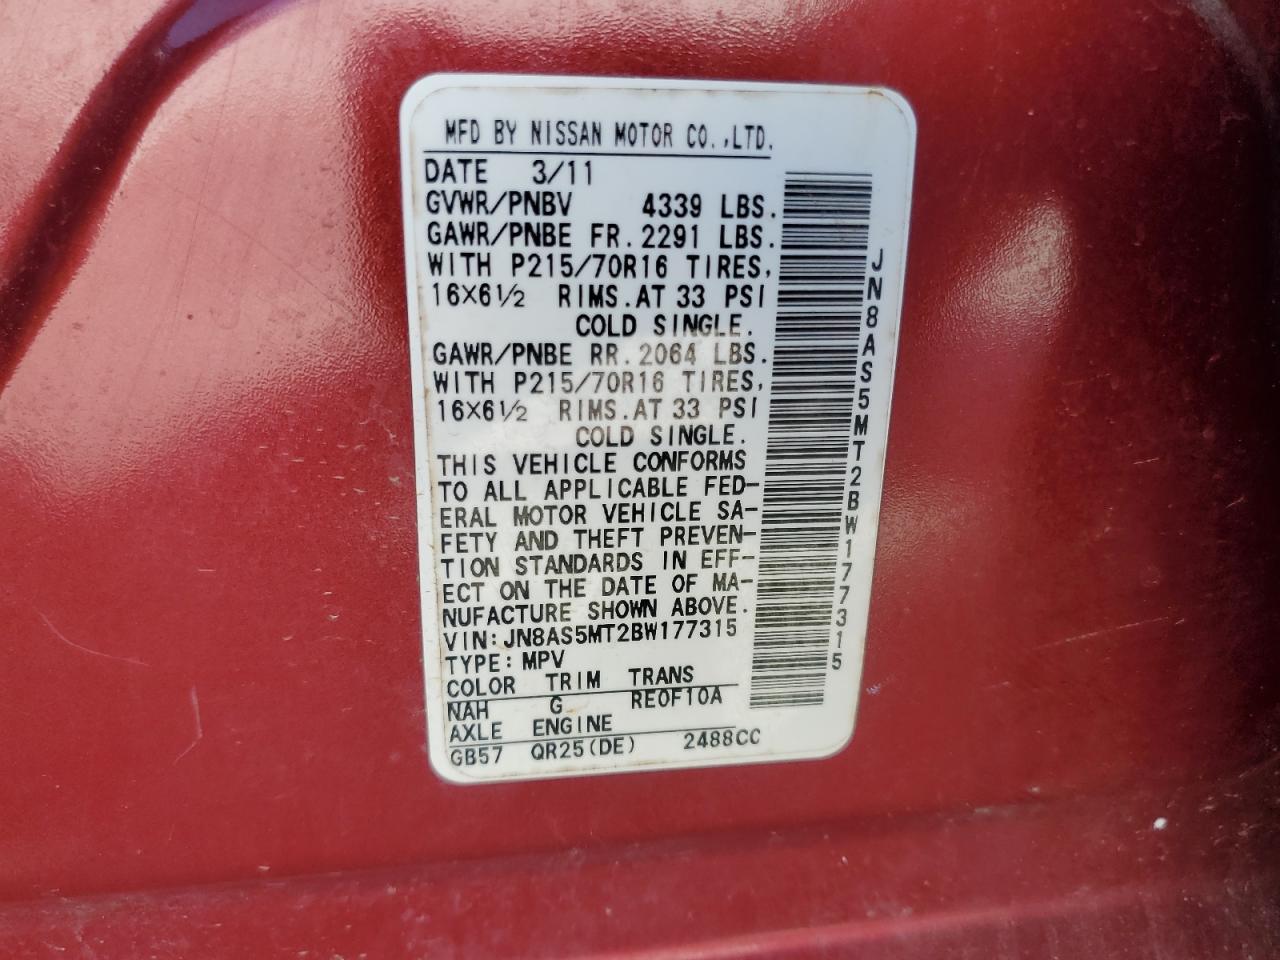 MFD BY NISSAN MOTOR CO.,LTD.
DATE 3/11
GVWR/PNBV 4339 LBS.
GAWR/PNBE FR.2291 LBS.
WITH P215/70R16 TIRES,
16×6½ RIMS.AT 33 PSI
COLD SINGLE.
GAWR/PNBE RR.2064 LBS.
WITH P215/70R16 TIRES,
16×6½ RIMS.AT 33 PSI
COLD SINGLE.
THIS VEHICLE CONFORMS
TO ALL APPLICABLE FED-
ERAL MOTOR VEHICLE SA-
FETY AND THEFT PREVEN-
TION STANDARDS IN EFF-
ECT ON THE DATE OF MA-
NUFACTURE SHOWN ABOVE.
VIN:JN8AS5MT2BW177315
TYPE:MPV
COLOR TRIM TRANS
NAH G RE0F10A
AXLE ENGINE
GB57 QR25(DE) 2488CC
JN8AS5MT2BW177315